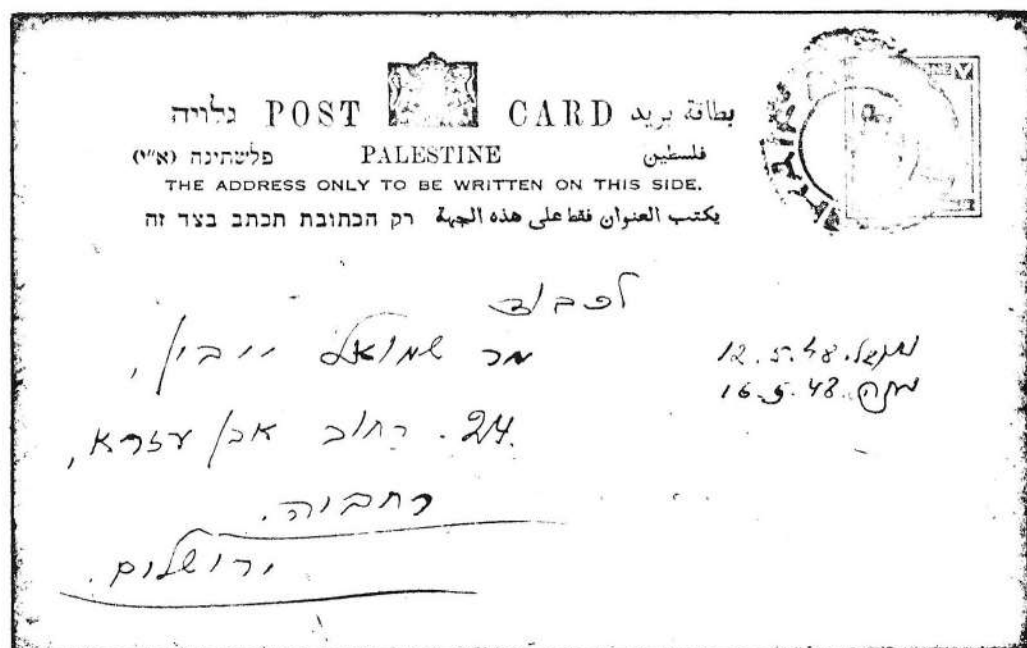 גלויה POST CARD بطاقة بريد
פלשתינה (א"י) PALESTINE فلسطين
THE ADDRESS ONLY TO BE WRITTEN ON THIS SIDE.
يكتب العنوان فقط على هذه الجهة רק הכתובת תכתב בצד זה
לכבוד
מר שמואל ייבין,
24. רחוב אבן עזרא,
רחביה.
ירושלים.
נתקבל. 12.5.48
16.5.48